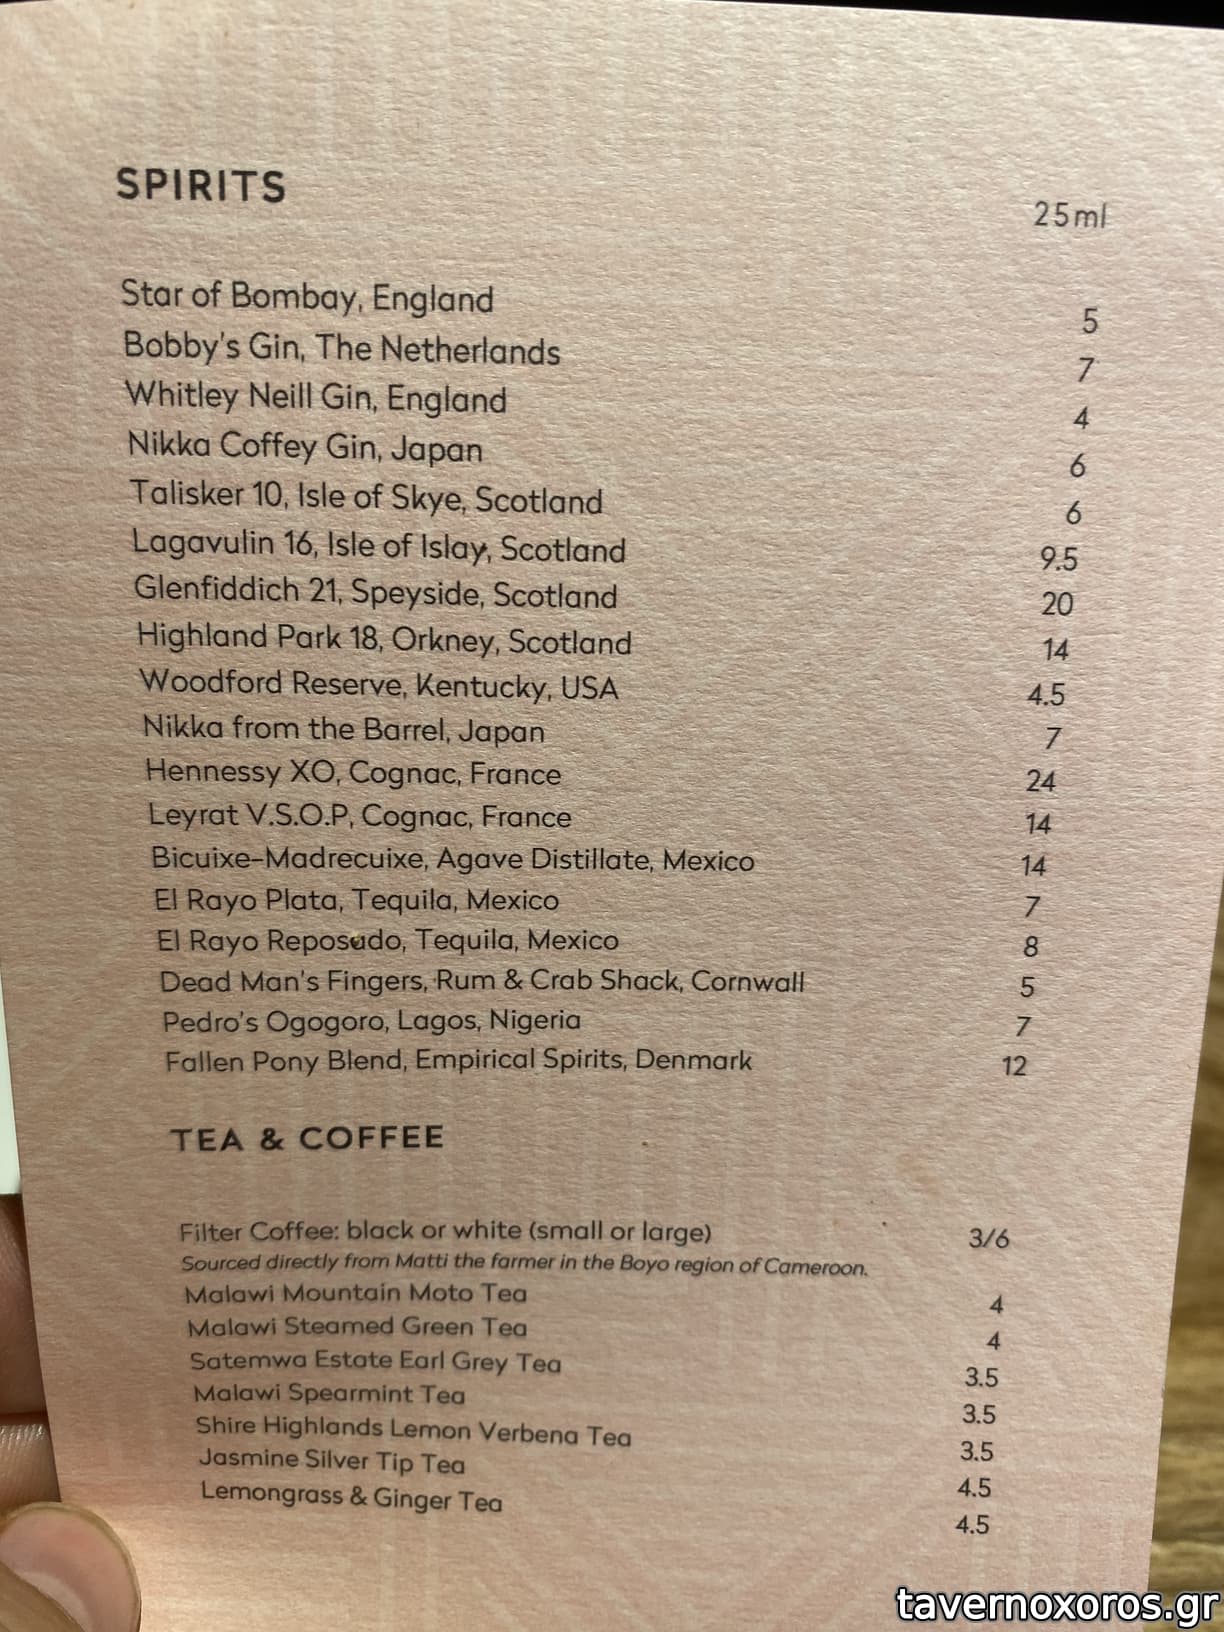 SPIRITS
25ml
Star of Bombay, England 5
Bobby's Gin, The Netherlands 7
Whitley Neill Gin, England 4
Nikka Coffey Gin, Japan 6
Talisker 10, Isle of Skye, Scotland 6
Lagavulin 16, Isle of Islay, Scotland 9.5
Glenfiddich 21, Speyside, Scotland 20
Highland Park 18, Orkney, Scotland 14
Woodford Reserve, Kentucky, USA 4.5
Nikka from the Barrel, Japan 7
Hennessy XO, Cognac, France 24
Leyrat V.S.O.P, Cognac, France 14
Bicuixe-Madrecuixe, Agave Distillate, Mexico 14
El Rayo Plata, Tequila, Mexico 7
El Rayo Reposado, Tequila, Mexico 8
Dead Man's Fingers, Rum & Crab Shack, Cornwall 5
Pedro's Ogogoro, Lagos, Nigeria 7
Fallen Pony Blend, Empirical Spirits, Denmark 12
TEA & COFFEE
Filter Coffee: black or white (small or large) 3/6
Sourced directly from Matti the farmer in the Boyo region of Cameroon.
Malawi Mountain Moto Tea 4
Malawi Steamed Green Tea 4
Satemwa Estate Earl Grey Tea 3.5
Malawi Spearmint Tea 3.5
Shire Highlands Lemon Verbena Tea 3.5
Jasmine Silver Tip Tea 4.5
Lemongrass & Ginger Tea 4.5
tavernoxoros.gr